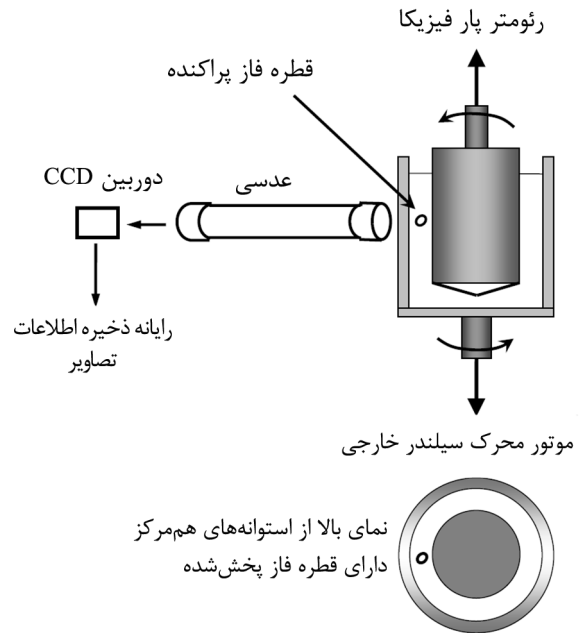 رئومتر پار فیزیکا
قطره فاز پراکنده
عدسی
دوربین CCD
رایانه ذخیره اطلاعات
تصاویر
موتور محرک سیلندر خارجی
نمای بالا از استوانه‌های هم‌مرکز
دارای قطره فاز پخش‌شده